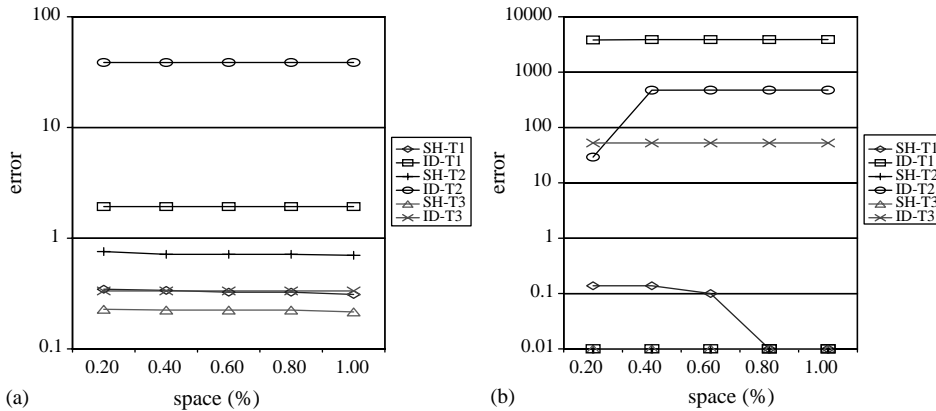 100
10
1
0.1
error
0.20 0.40 0.60 0.80 1.00
space (%)
(a)
SH-T1
ID-T1
SH-T2
ID-T2
SH-T3
ID-T3
10000
1000
100
10
1
0.1
0.01
error
0.20 0.40 0.60 0.80 1.00
space (%)
(b)
SH-T1
ID-T1
SH-T2
ID-T2
SH-T3
ID-T3